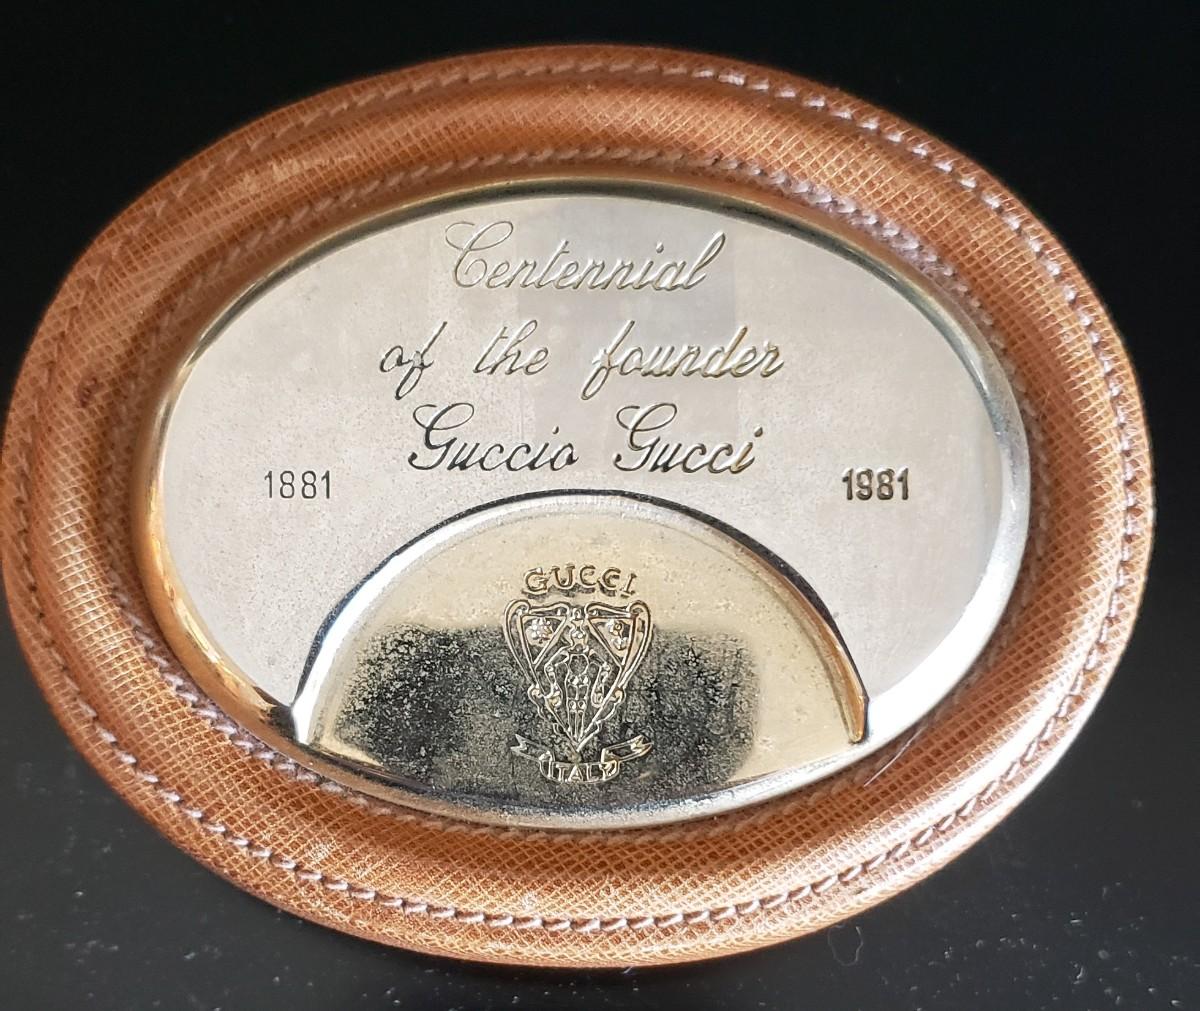 Centennial
of the founder
Guccio Gucci
1881 1981
GUCCI
ITALY